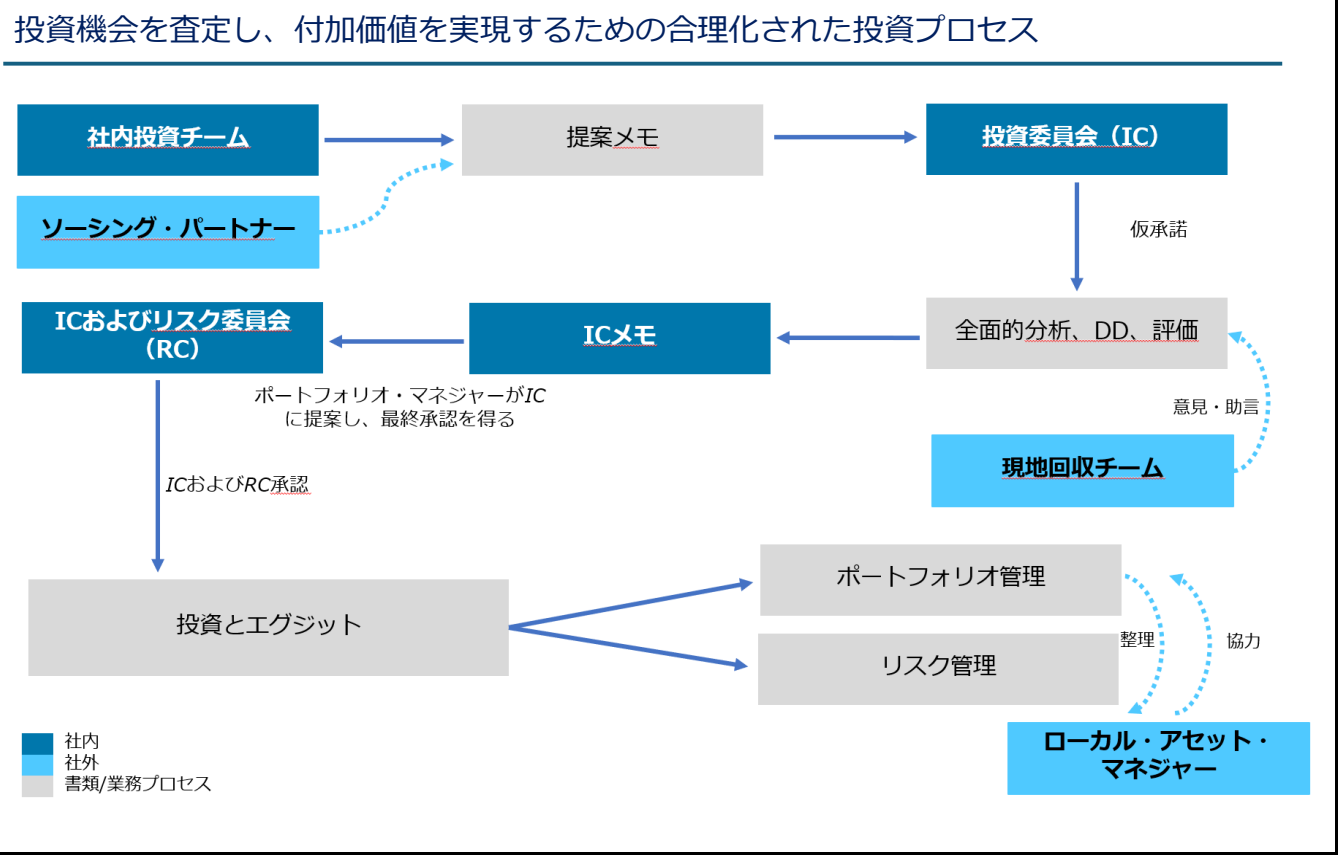 投資機会を査定し、付加価値を実現するための合理化された投資プロセス
社内投資チーム
提案メモ
投資委員会（IC）
ソーシング・パートナー
仮承諾
ICおよびリスク委員会
（RC）
ICメモ
全面的分析、DD、評価
ポートフォリオ・マネジャーがIC
に提案し、最終承認を得る
意見・助言
現地回収チーム
ICおよびRC承認
投資とエグジット
ポートフォリオ管理
リスク管理
整理
協力
ローカル・アセット・
マネジャー
社内
社外
書類/業務プロセス